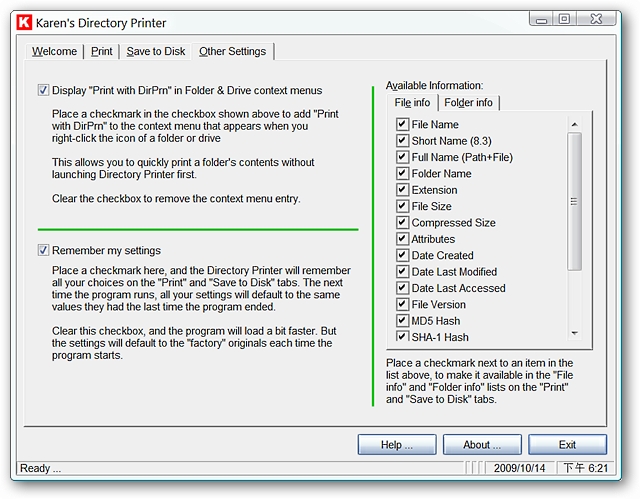 K Karen's Directory Printer
Welcome Print Save to Disk Other Settings
Display "Print with DirPrn" in Folder & Drive context menus
Place a checkmark in the checkbox shown above to add "Print
with DirPrn" to the context menu that appears when you
right-click the icon of a folder or drive
This allows you to quickly print a folder's contents without
launching Directory Printer first.
Clear the checkbox to remove the context menu entry.
Remember my settings
Place a checkmark here, and the Directory Printer will remember
all your choices on the "Print" and "Save to Disk" tabs. The next
time the program runs, all your settings will default to the same
values they had the last time the program ended.
Clear this checkbox, and the program will load a bit faster. But
the settings will default to the "factory" originals each time the
program starts.
Available Information:
File info Folder info
File Name
Short Name (8.3)
Full Name (Path+File)
Folder Name
Extension
File Size
Compressed Size
Attributes
Date Created
Date Last Modified
Date Last Accessed
File Version
MD5 Hash
SHA-1 Hash
Place a checkmark next to an item in the
list above, to make it available in the "File
info" and "Folder info" lists on the "Print"
and "Save to Disk" tabs.
Help ... About ... Exit
Ready ... 2009/10/14 下午 6:21